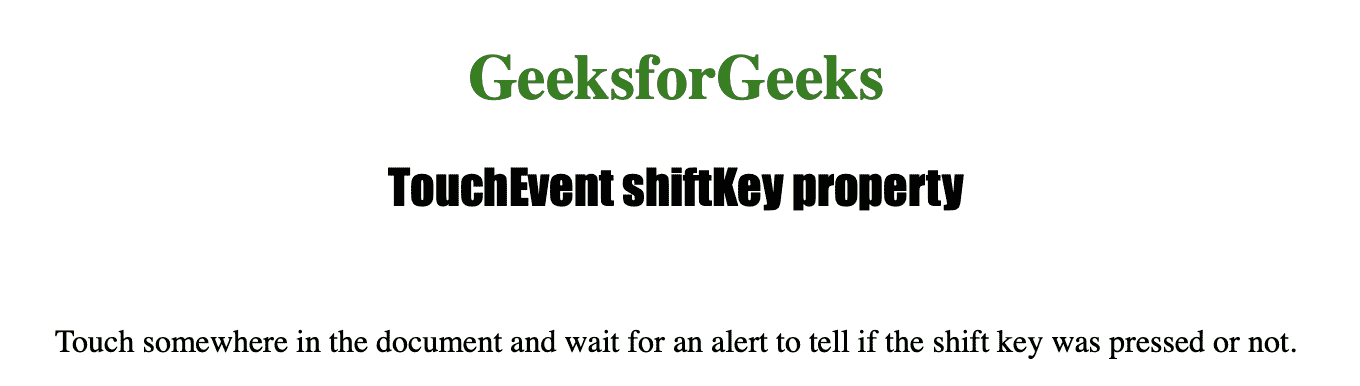 GeeksforGeeks
TouchEvent shiftKey property
Touch somewhere in the document and wait for an alert to tell if the shift key was pressed or not.